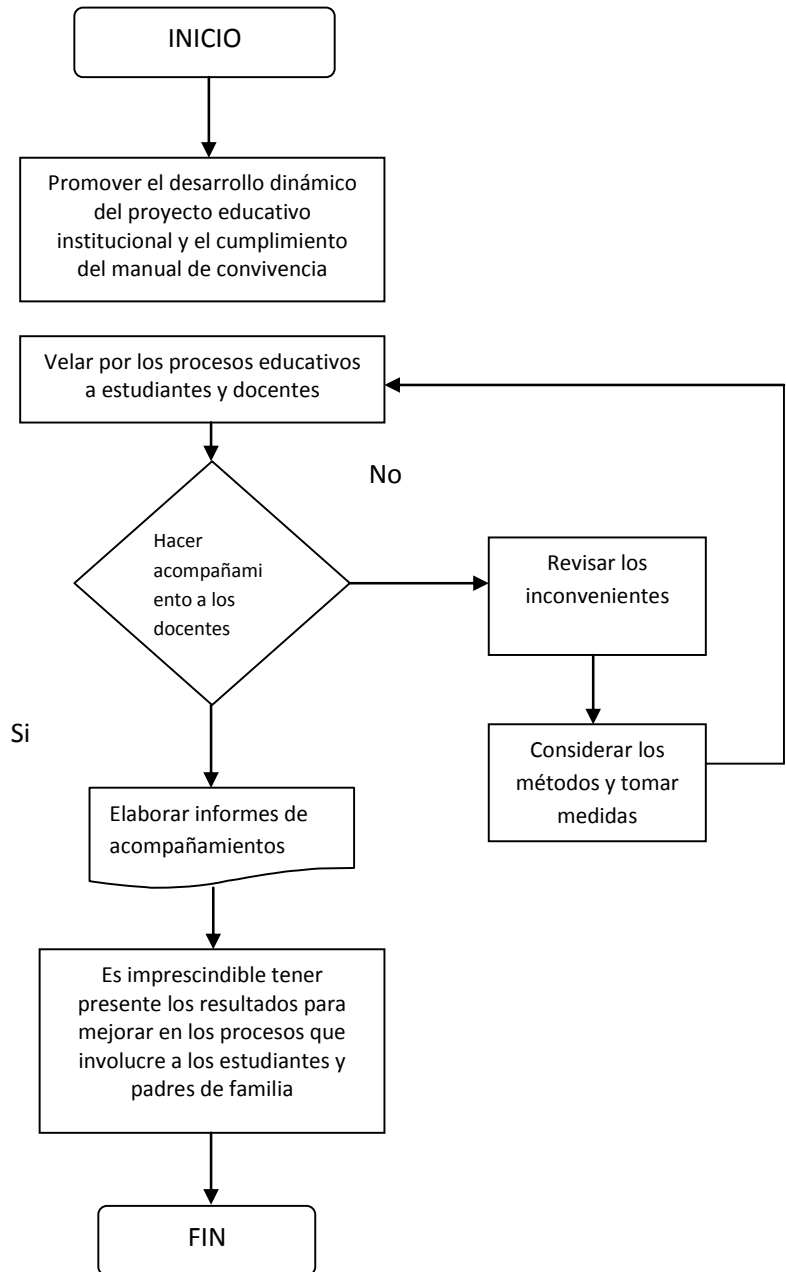 INICIO
Promover el desarrollo dinámico
del proyecto educativo
institucional y el cumplimiento
del manual de convivencia
Velar por los procesos educativos
a estudiantes y docentes
No
Hacer
acompañami
ento a los
docentes
Revisar los
inconvenientes
Si
Considerar los
métodos y tomar
medidas
Elaborar informes de
acompañamientos
Es imprescindible tener
presente los resultados para
mejorar en los procesos que
involucre a los estudiantes y
padres de familia
FIN